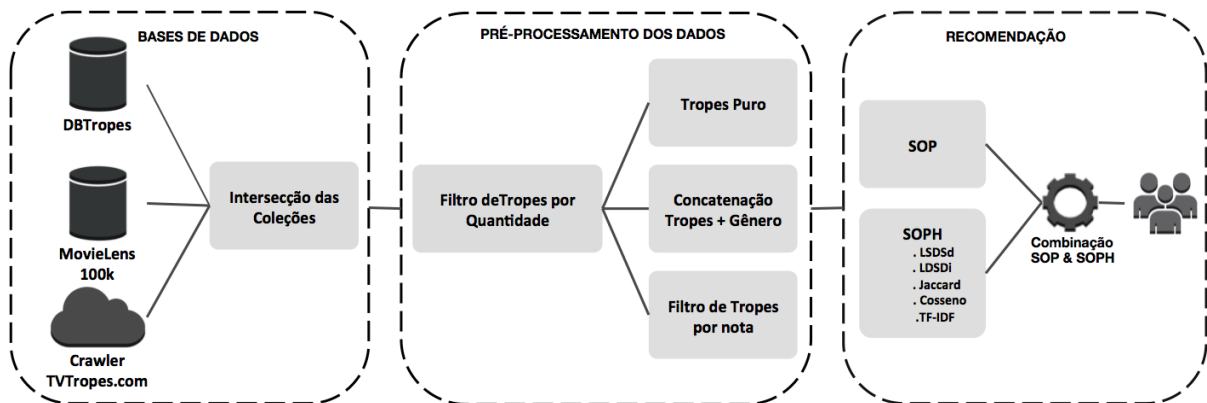 BASES DE DADOS
DBTropes
MovieLens
100k
Crawler
TVTropes.com
Intersecção das
Coleções
PRÉ-PROCESSAMENTO DOS DADOS
Filtro deTropes por
Quantidade
Tropes Puro
Concatenação
Tropes + Gênero
Filtro de Tropes
por nota
RECOMENDAÇÃO
SOP
SOPH
. LSDSd
. LDSDi
. Jaccard
. Cosseno
.TF-IDF
Combinação
SOP & SOPH